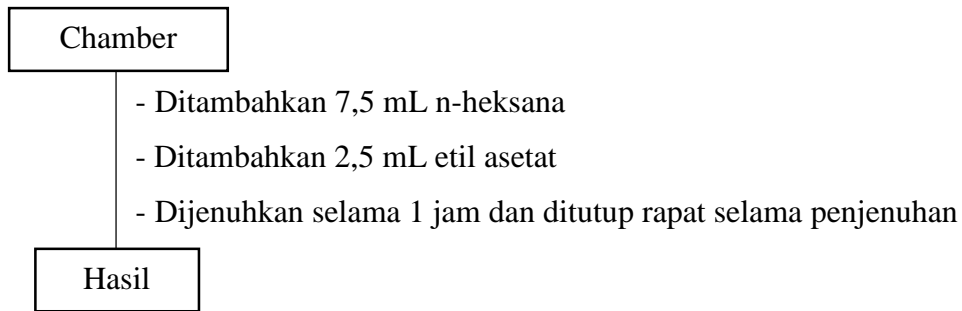 Chamber
- Ditambahkan 7,5 mL n-heksana
- Ditambahkan 2,5 mL etil asetat
- Dijenuhkan selama 1 jam dan ditutup rapat selama penjenuhan
Hasil